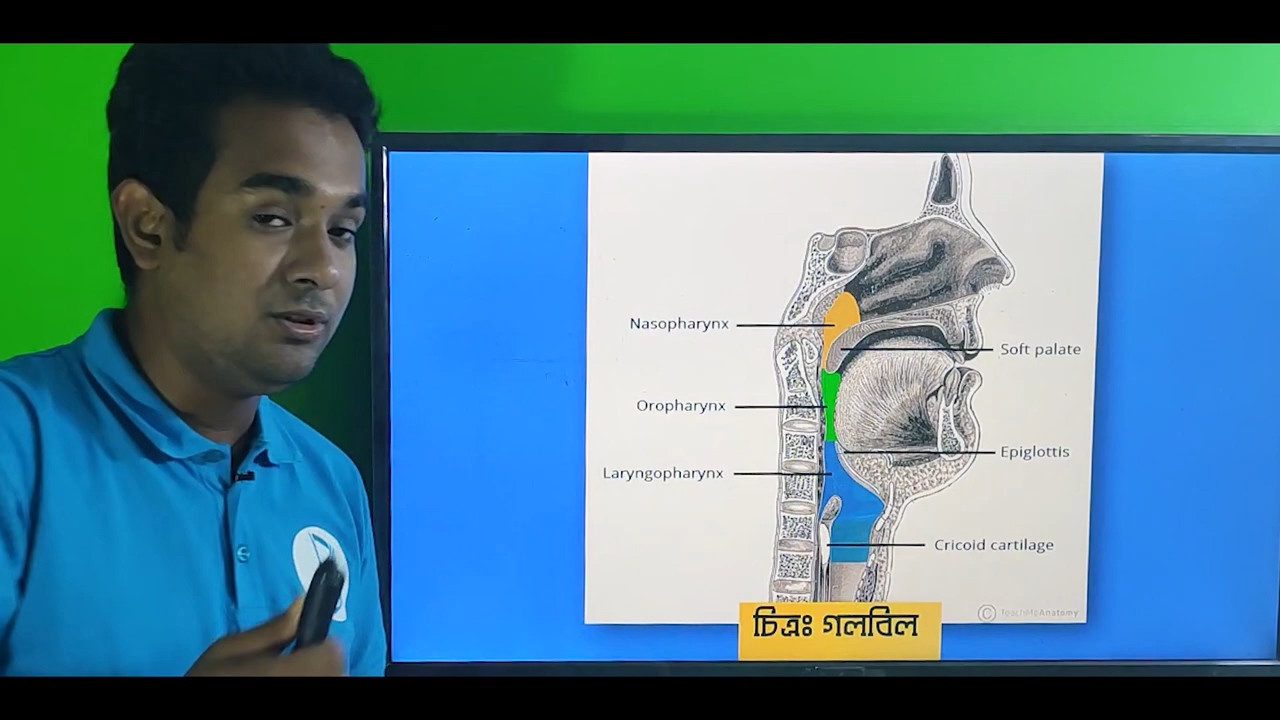 Nasopharynx
Soft palate
Oropharynx
Epiglottis
Laryngopharynx
Cricoid cartilage
© TeachMeAnatomy
চিত্রঃ গলবিল